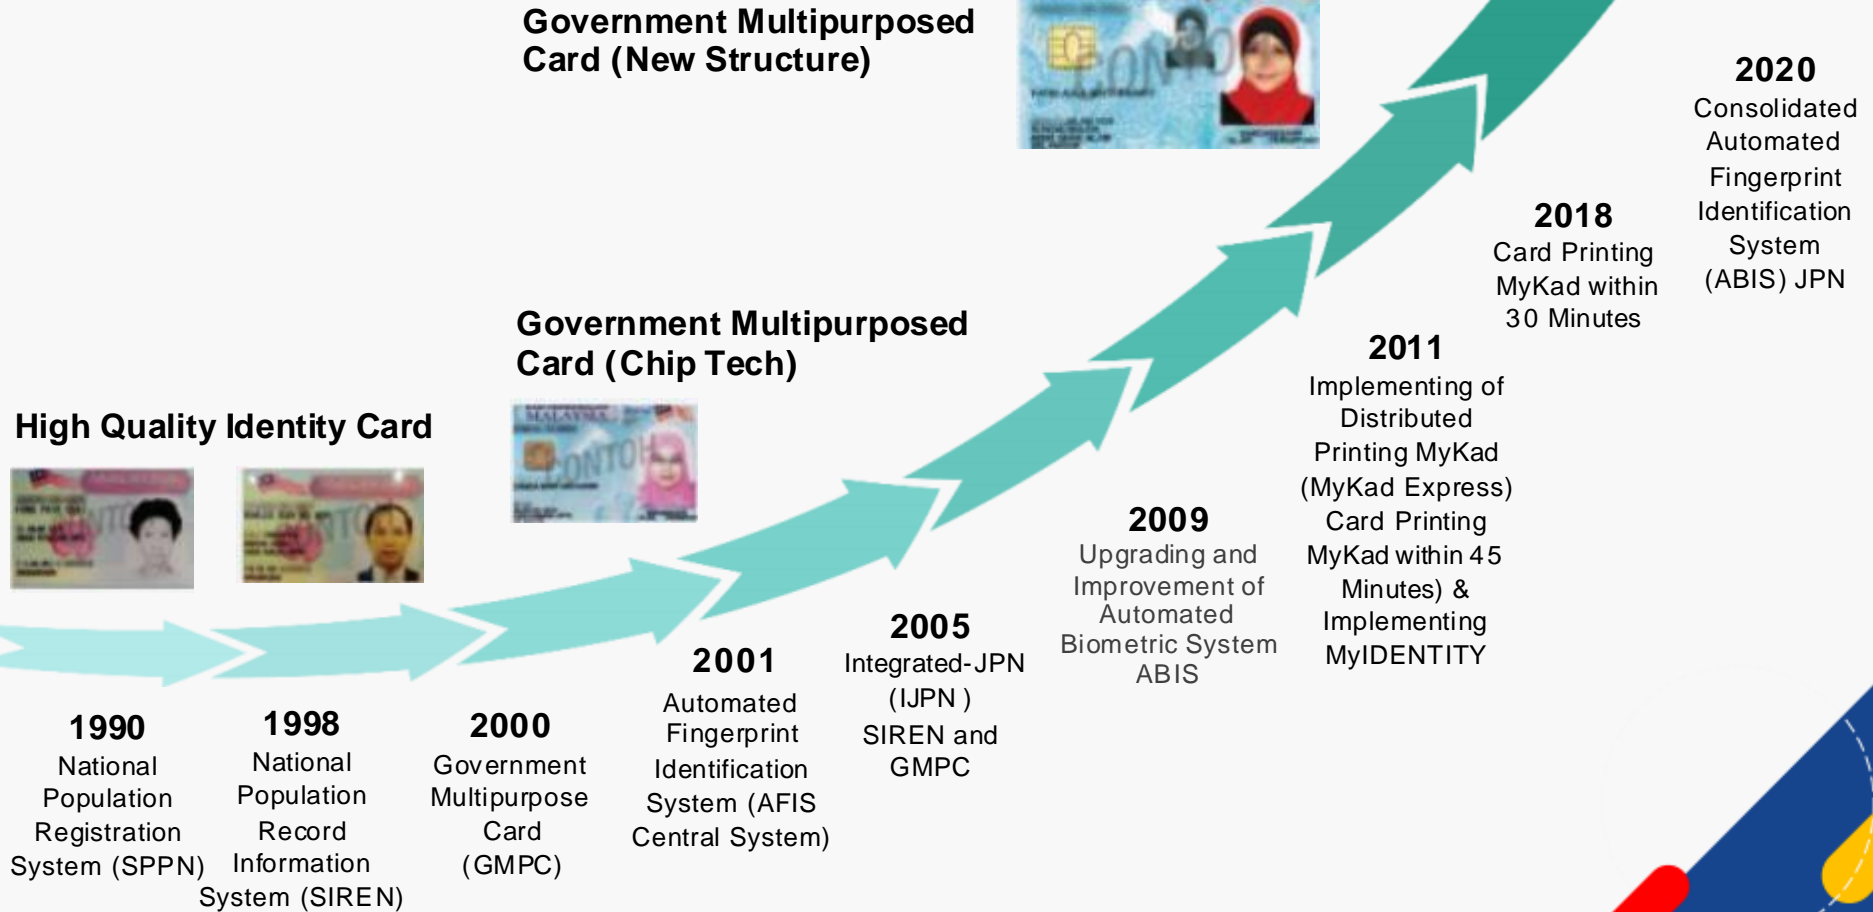 Government Multipurposed
Card (New Structure)
CONTOH
2020
Consolidated
Automated
Fingerprint
Identification
System
(ABIS) JPN
2018
Card Printing
MyKad within
30 Minutes
Government Multipurposed
Card (Chip Tech)
MALAYSIA
CONTOH
2011
Implementing of
Distributed
Printing MyKad
(MyKad Express)
Card Printing
MyKad within 45
Minutes) &
Implementing
MyIDENTITY
High Quality Identity Card
2009
Upgrading and
Improvement of
Automated
Biometric System
ABIS
2005
Integrated-JPN
(IJPN )
SIREN and
GMPC
2001
Automated
Fingerprint
Identification
System (AFIS
Central System)
1990
National
Population
Registration
System (SPPN)
1998
National
Population
Record
Information
System (SIREN)
2000
Government
Multipurpose
Card
(GMPC)